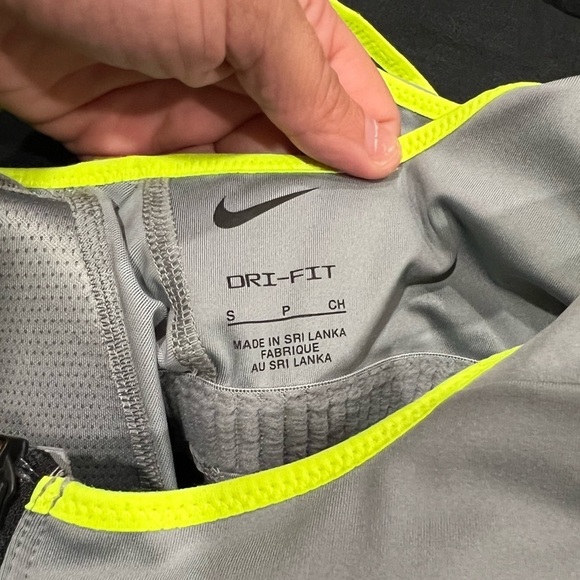 DRI-FIT
S P CH
MADE IN SRI LANKA
FABRIQUE
AU SRI LANKA